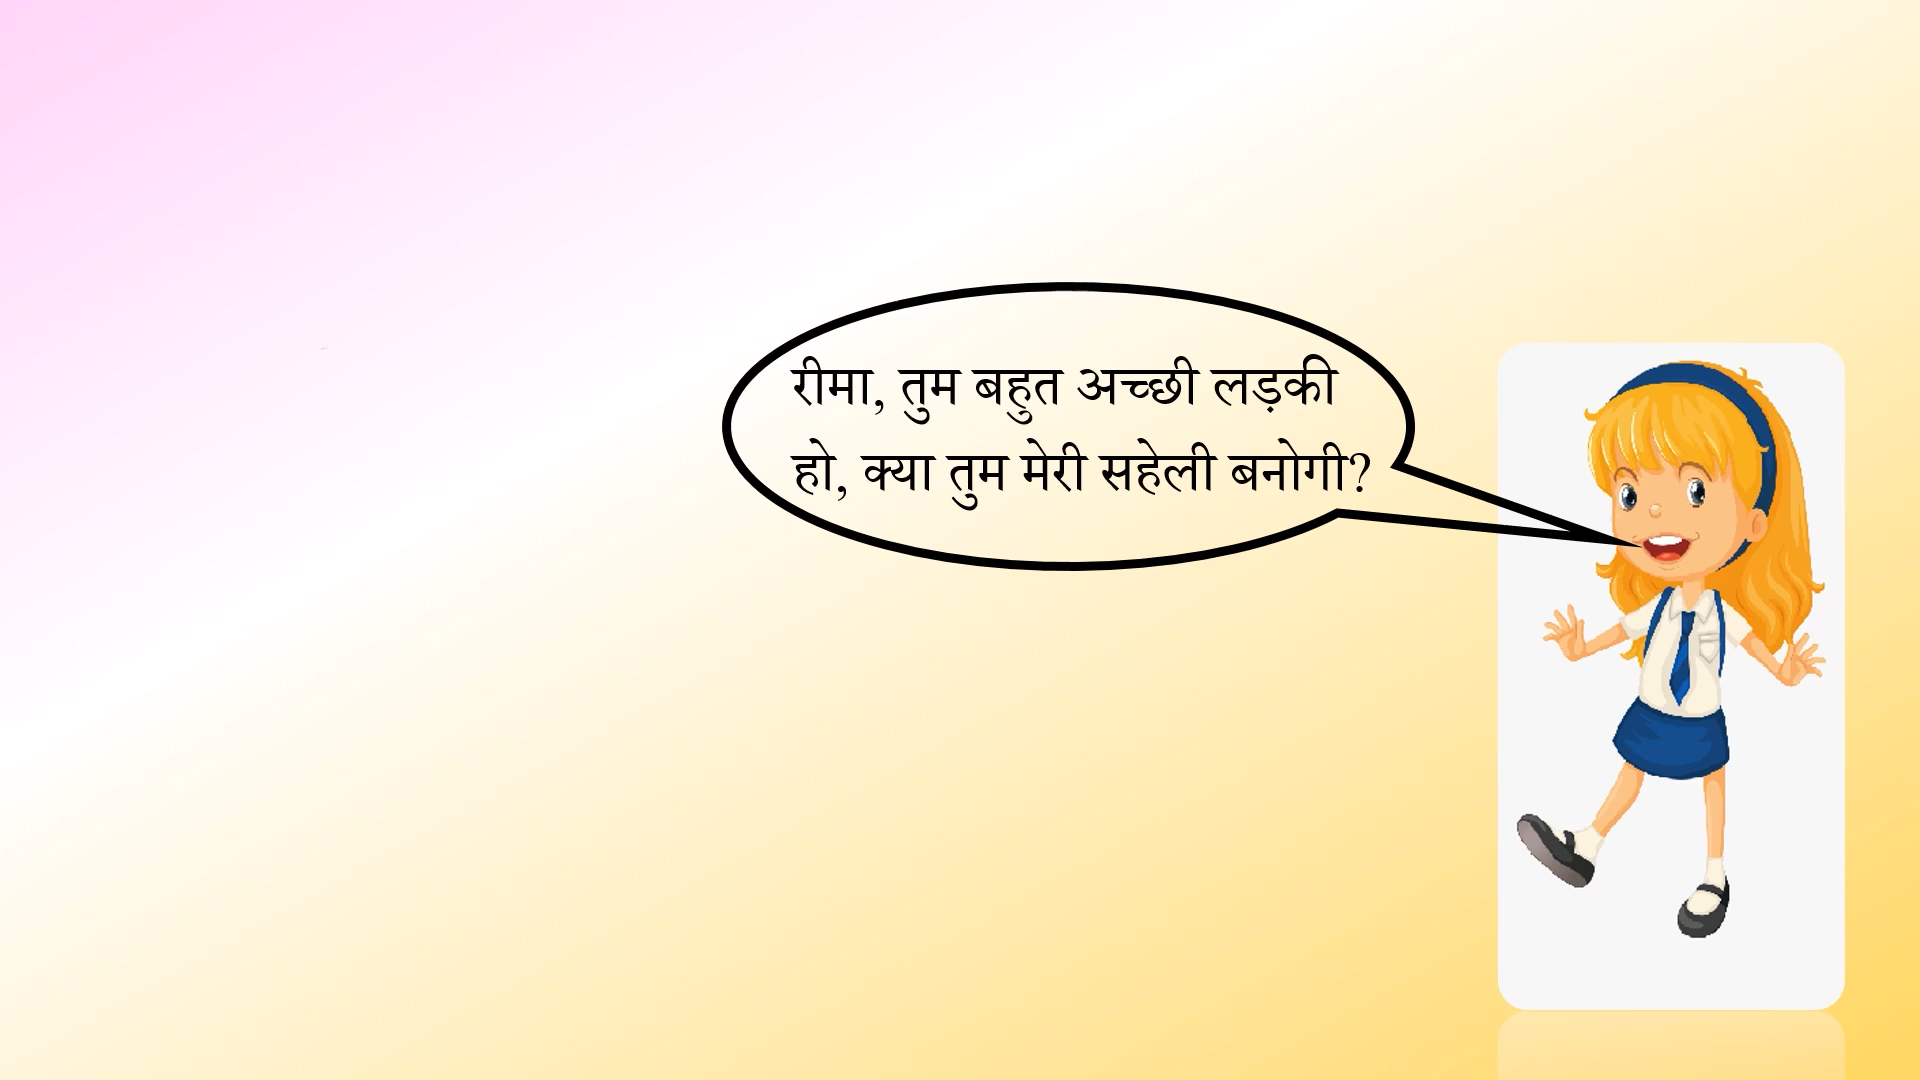 रीमा, तुम बहुत अच्छी लड़की
हो, क्या तुम मेरी सहेली बनोगी?